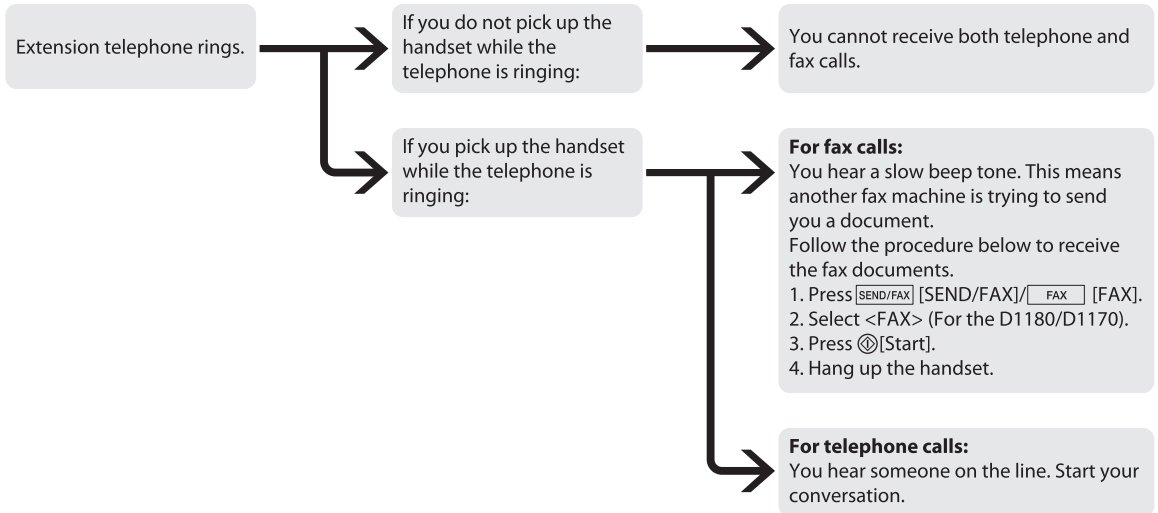 Extension telephone rings.
If you do not pick up the
handset while the
telephone is ringing:
You cannot receive both telephone and
fax calls.
If you pick up the handset
while the telephone is
ringing:
For fax calls:
You hear a slow beep tone. This means
another fax machine is trying to send
you a document.
Follow the procedure below to receive
the fax documents.
1. Press SEND/FAX [SEND/FAX]/ FAX [FAX].
2. Select <FAX> (For the D1180/D1170).
3. Press [Start].
4. Hang up the handset.
For telephone calls:
You hear someone on the line. Start your
conversation.